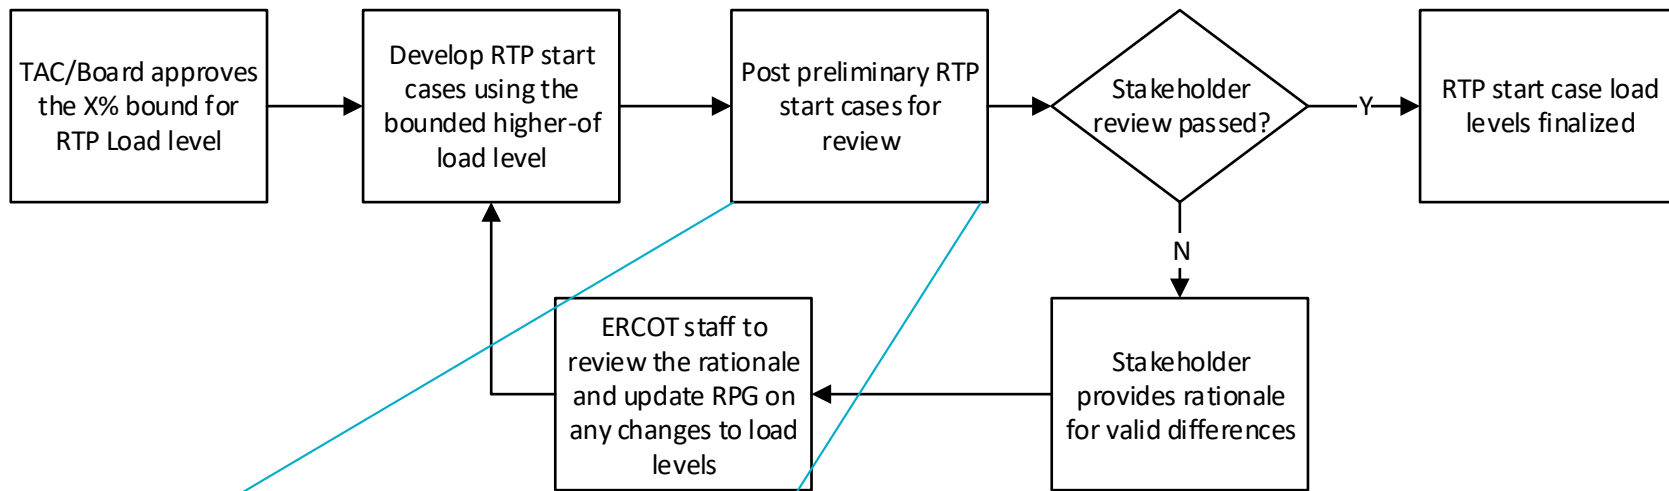 TAC/Board approves
the X% bound for
RTP Load level
Develop RTP start
cases using the
bounded higher-of
load level
Post preliminary RTP
start cases for
review
Stakeholder
review passed?
Y
RTP start case load
levels finalized
N
Stakeholder
provides rationale
for valid differences
ERCOT staff to
review the rationale
and update RPG on
any changes to load
levels